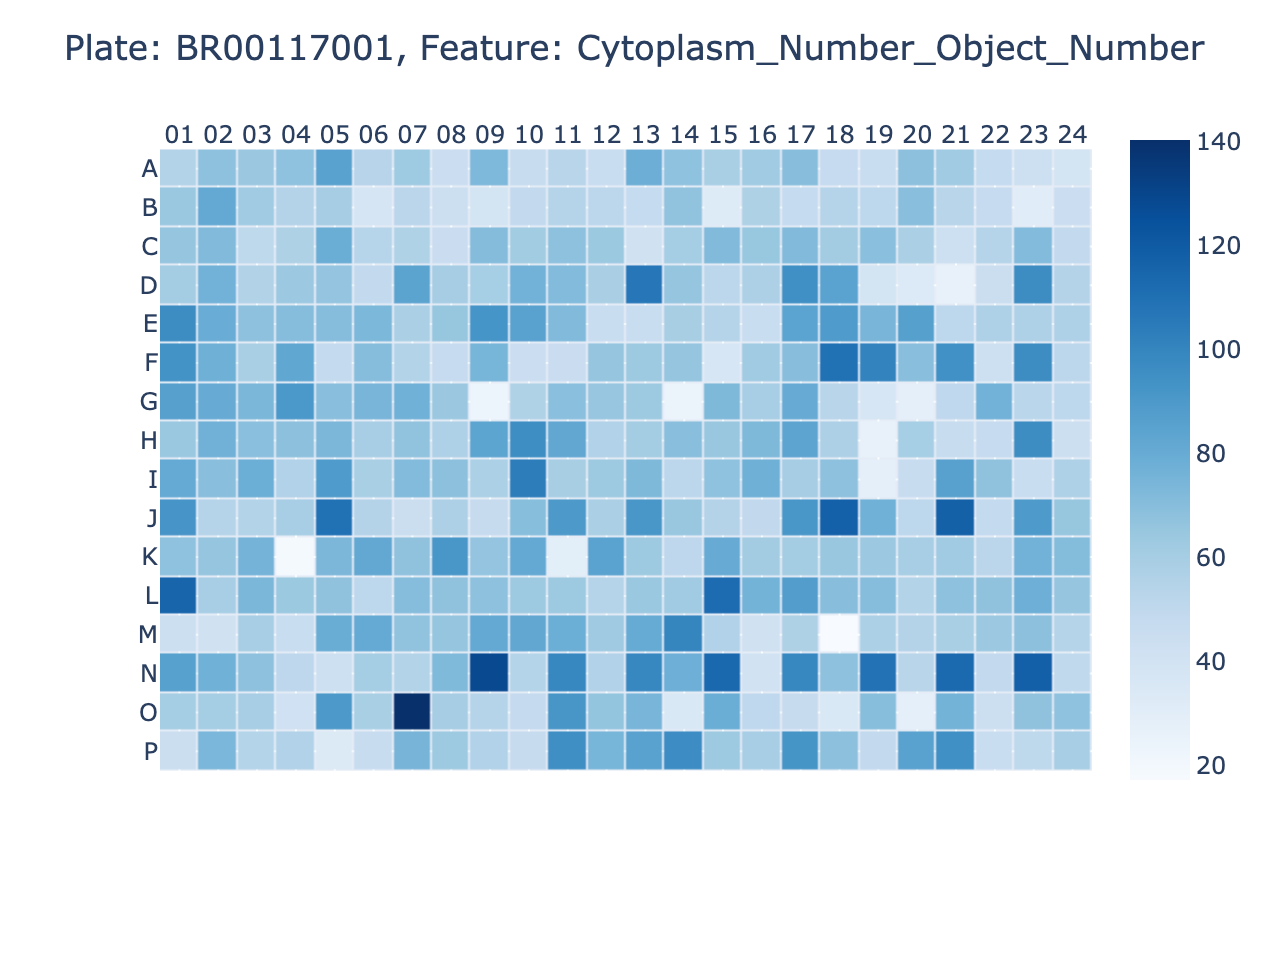 Plate: BR00117001, Feature: Cytoplasm_Number_Object_Number
01 02 03 04 05 06 07 08 09 10 11 12 13 14 15 16 17 18 19 20 21 22 23 24
A
B
C
D
E
F
G
H
I
J
K
L
M
N
O
P
140
120
100
80
60
40
20